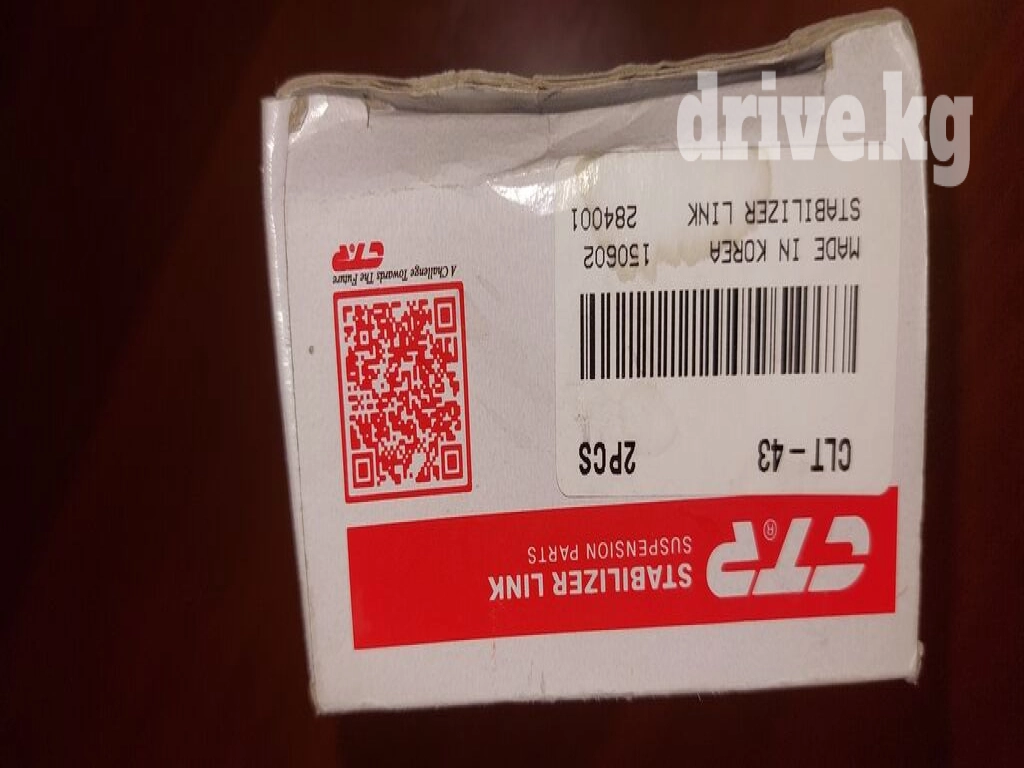 drive.kg
CTR®
STABILIZER LINK
SUSPENSION PARTS
CLT-43 2PCS
MADE IN KOREA 150602
STABILIZER LINK 284001
CTR
A Challenge Towards The Future